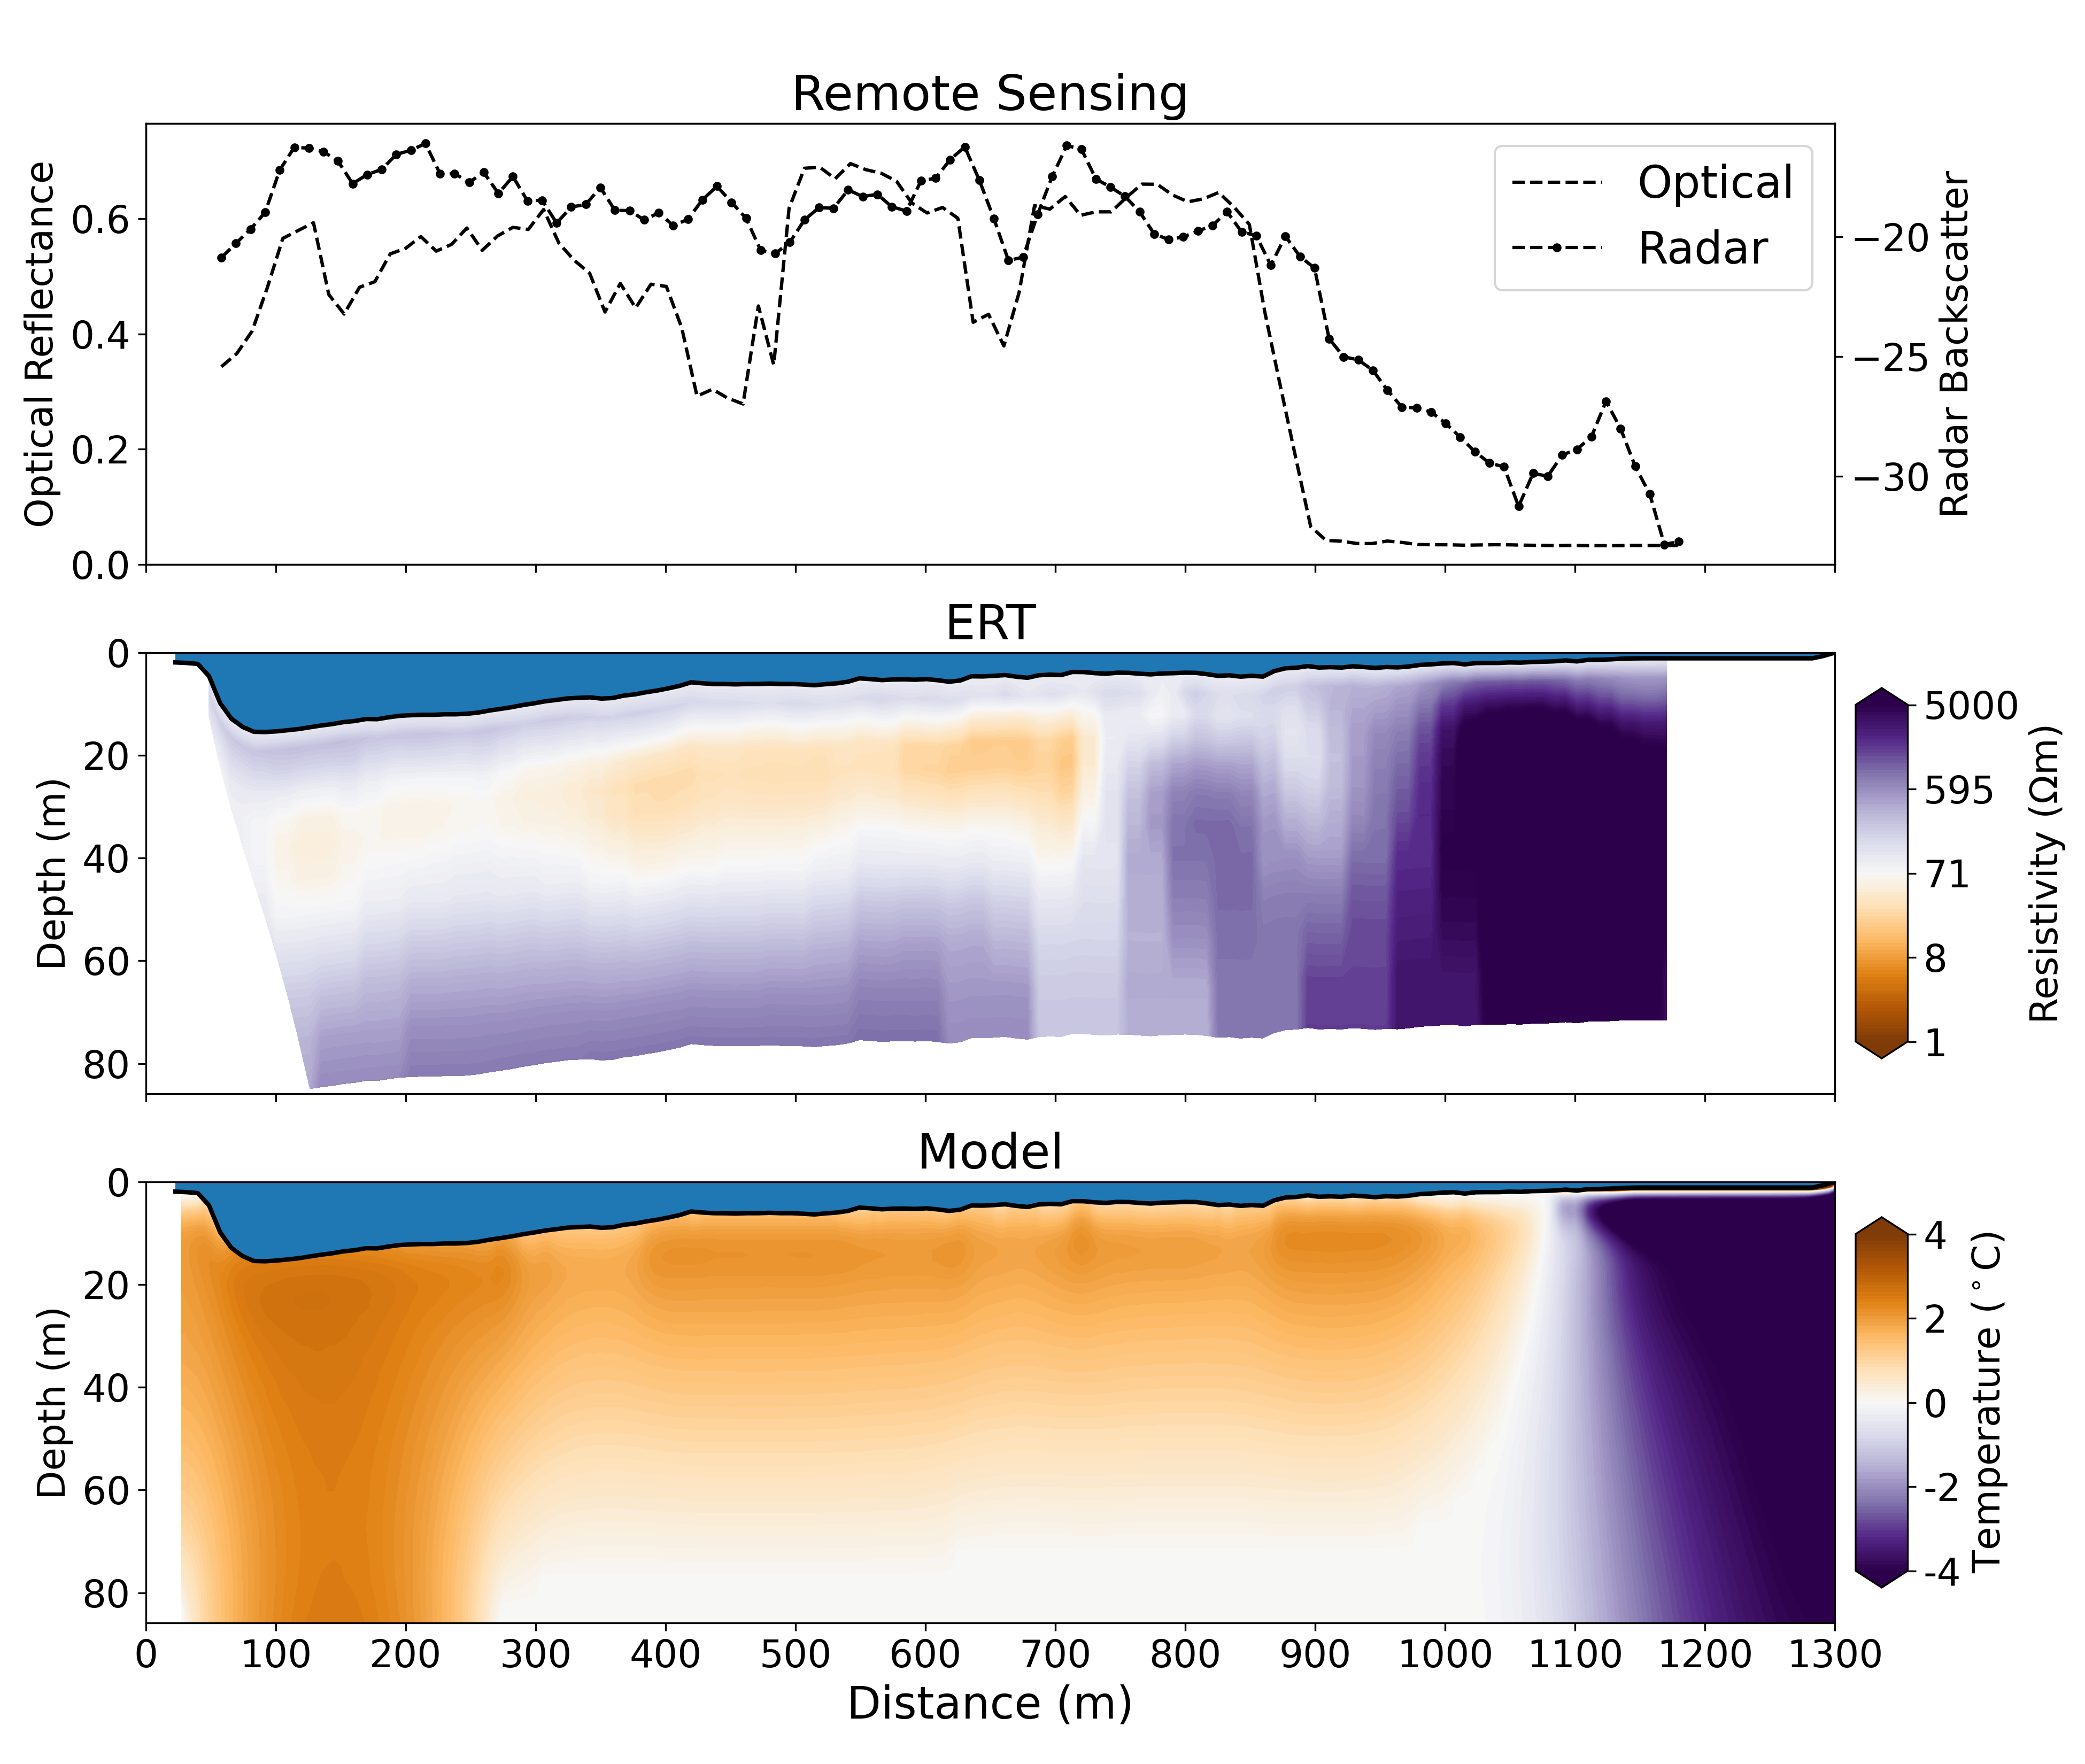 Remote Sensing
Optical Reflectance
0.6
0.4
0.2
0.0
Optical
Radar
−20
−25
−30
Radar Backscatter
ERT
Depth (m)
0
20
40
60
80
5000
595
71
8
1
Resistivity (Ωm)
Model
Depth (m)
0
20
40
60
80
4
2
0
-2
-4
Temperature (°C)
0 100 200 300 400 500 600 700 800 900 1000 1100 1200 1300
Distance (m)